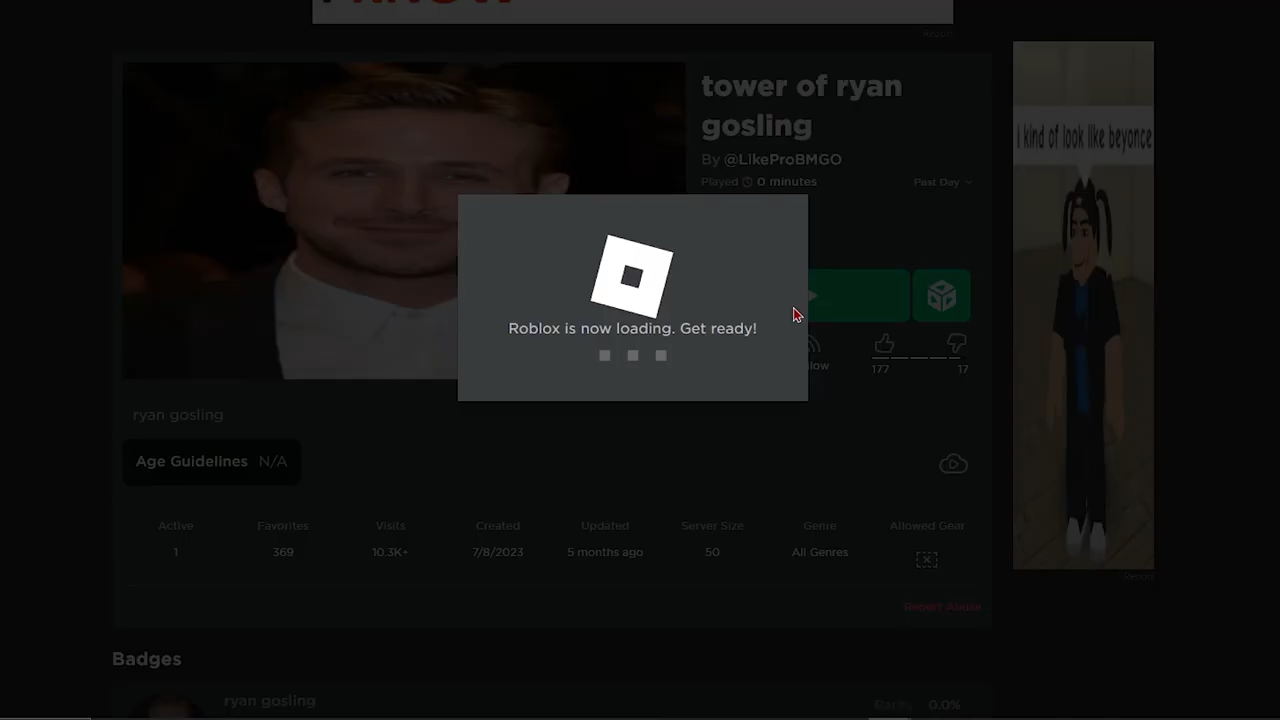 Report
tower of ryan
gosling
By @LikeProBMGO
Played 0 minutes
Past Day
i kind of look like beyonce
Roblox is now loading. Get ready!
177
17
ryan gosling
Age Guidelines N/A
Active Favorites Visits Created Updated Server Size Genre Allowed Gear
1 369 10.3K+ 7/8/2023 5 months ago 50 All Genres
Report
Report Abuse
Badges
ryan gosling
Rarity 0.0%